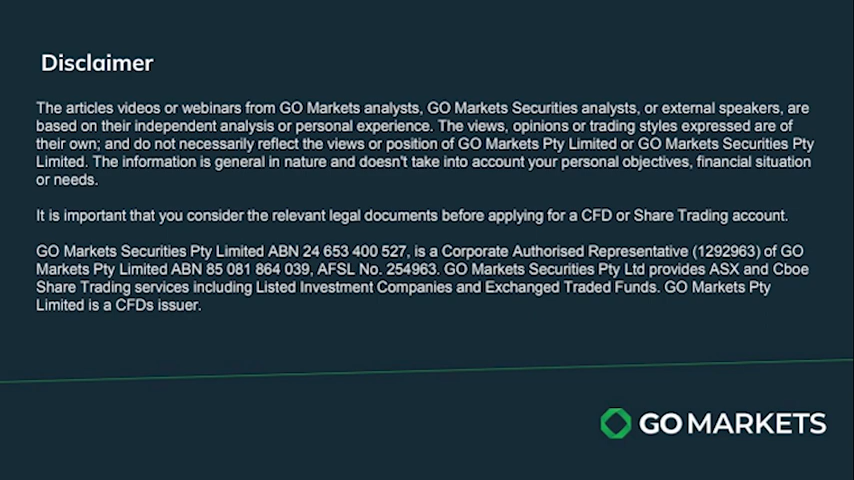 Disclaimer
The articles videos or webinars from GO Markets analysts, GO Markets Securities analysts, or external speakers, are
based on their independent analysis or personal experience. The views, opinions or trading styles expressed are of
their own; and do not necessarily reflect the views or position of GO Markets Pty Limited or GO Markets Securities Pty
Limited. The information is general in nature and doesn't take into account your personal objectives, financial situation
or needs.
It is important that you consider the relevant legal documents before applying for a CFD or Share Trading account.
GO Markets Securities Pty Limited ABN 24 653 400 527, is a Corporate Authorised Representative (1292963) of GO
Markets Pty Limited ABN 85 081 864 039, AFSL No. 254963. GO Markets Securities Pty Ltd provides ASX and Cboe
Share Trading services including Listed Investment Companies and Exchanged Traded Funds. GO Markets Pty
Limited is a CFDs issuer.
GO MARKETS